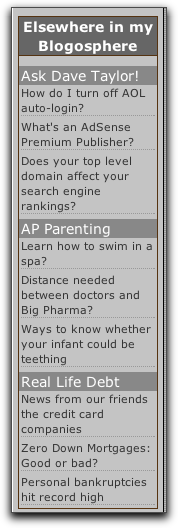 Elsewhere in my
Blogosphere
Ask Dave Taylor!
How do I turn off AOL
auto-login?
What's an AdSense
Premium Publisher?
Does your top level
domain affect your
search engine
rankings?
AP Parenting
Learn how to swim in a
spa?
Distance needed
between doctors and
Big Pharma?
Ways to know whether
your infant could be
teething
Real Life Debt
News from our friends
the credit card
companies
Zero Down Mortgages:
Good or bad?
Personal bankruptcies
hit record high